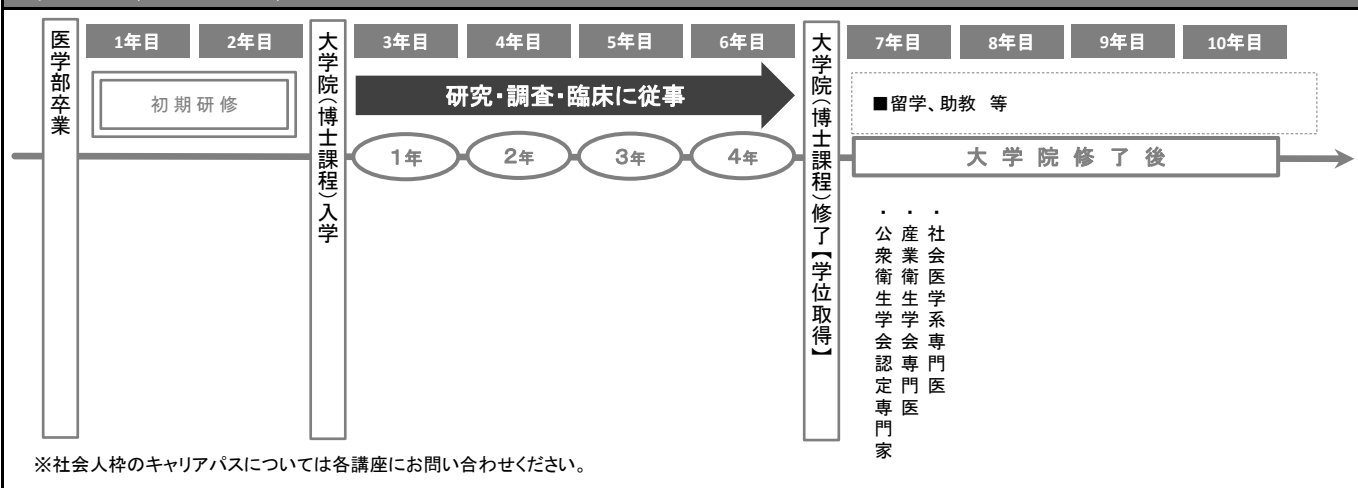 医学部卒業
1年目
2年目
初期研修
大学院(博士課程)入学
3年目
4年目
5年目
6年目
研究・調査・臨床に従事
1年
2年
3年
4年
大学院(博士課程)修了【学位取得】
7年目
8年目
9年目
10年目
■留学、助教 等
大学院修了後
・社会医学系専門医
・産業衛生学会専門医
・公衆衛生学会認定専門家
※社会人枠のキャリアパスについては各講座にお問い合わせください。